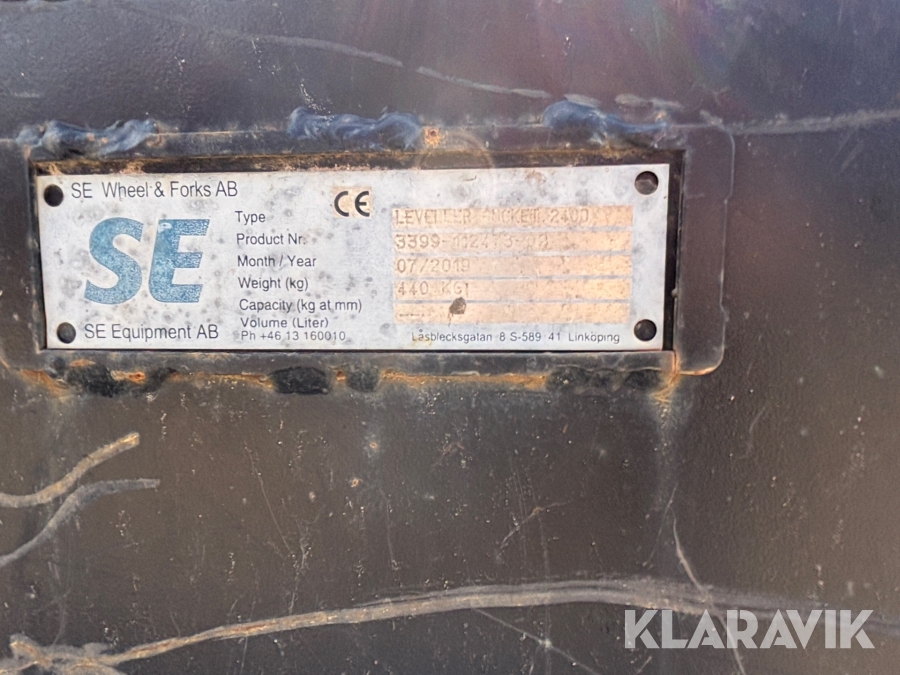 SE Wheel & Forks AB
CE
SE
Type LEVELLER 2400
Product Nr.
Month / Year 07/2019
Weight (kg) 440 KG
Capacity (kg at mm)
Volume (Liter)
SE Equipment AB Ph +46 13 160010 Låsblecksgatan 8 S-589 41 Linköping
KLARAVIK